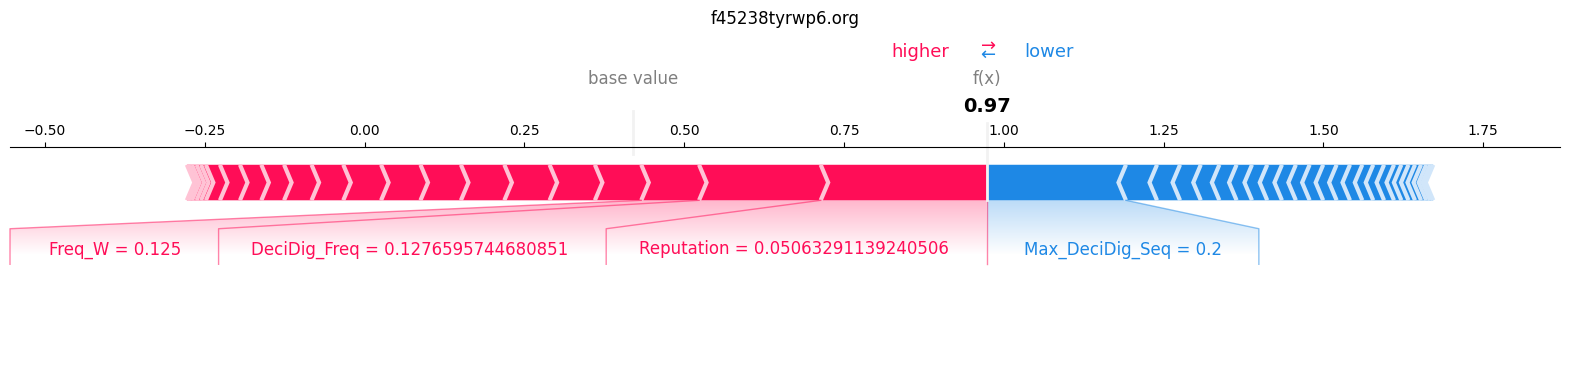 f45238tyrwp6.org
higher → ← lower
base value f(x)
0.97
−0.50 −0.25 0.00 0.25 0.50 0.75 1.00 1.25 1.50 1.75
Freq_W = 0.125 DeciDig_Freq = 0.1276595744680851 Reputation = 0.05063291139240506 Max_DeciDig_Seq = 0.2